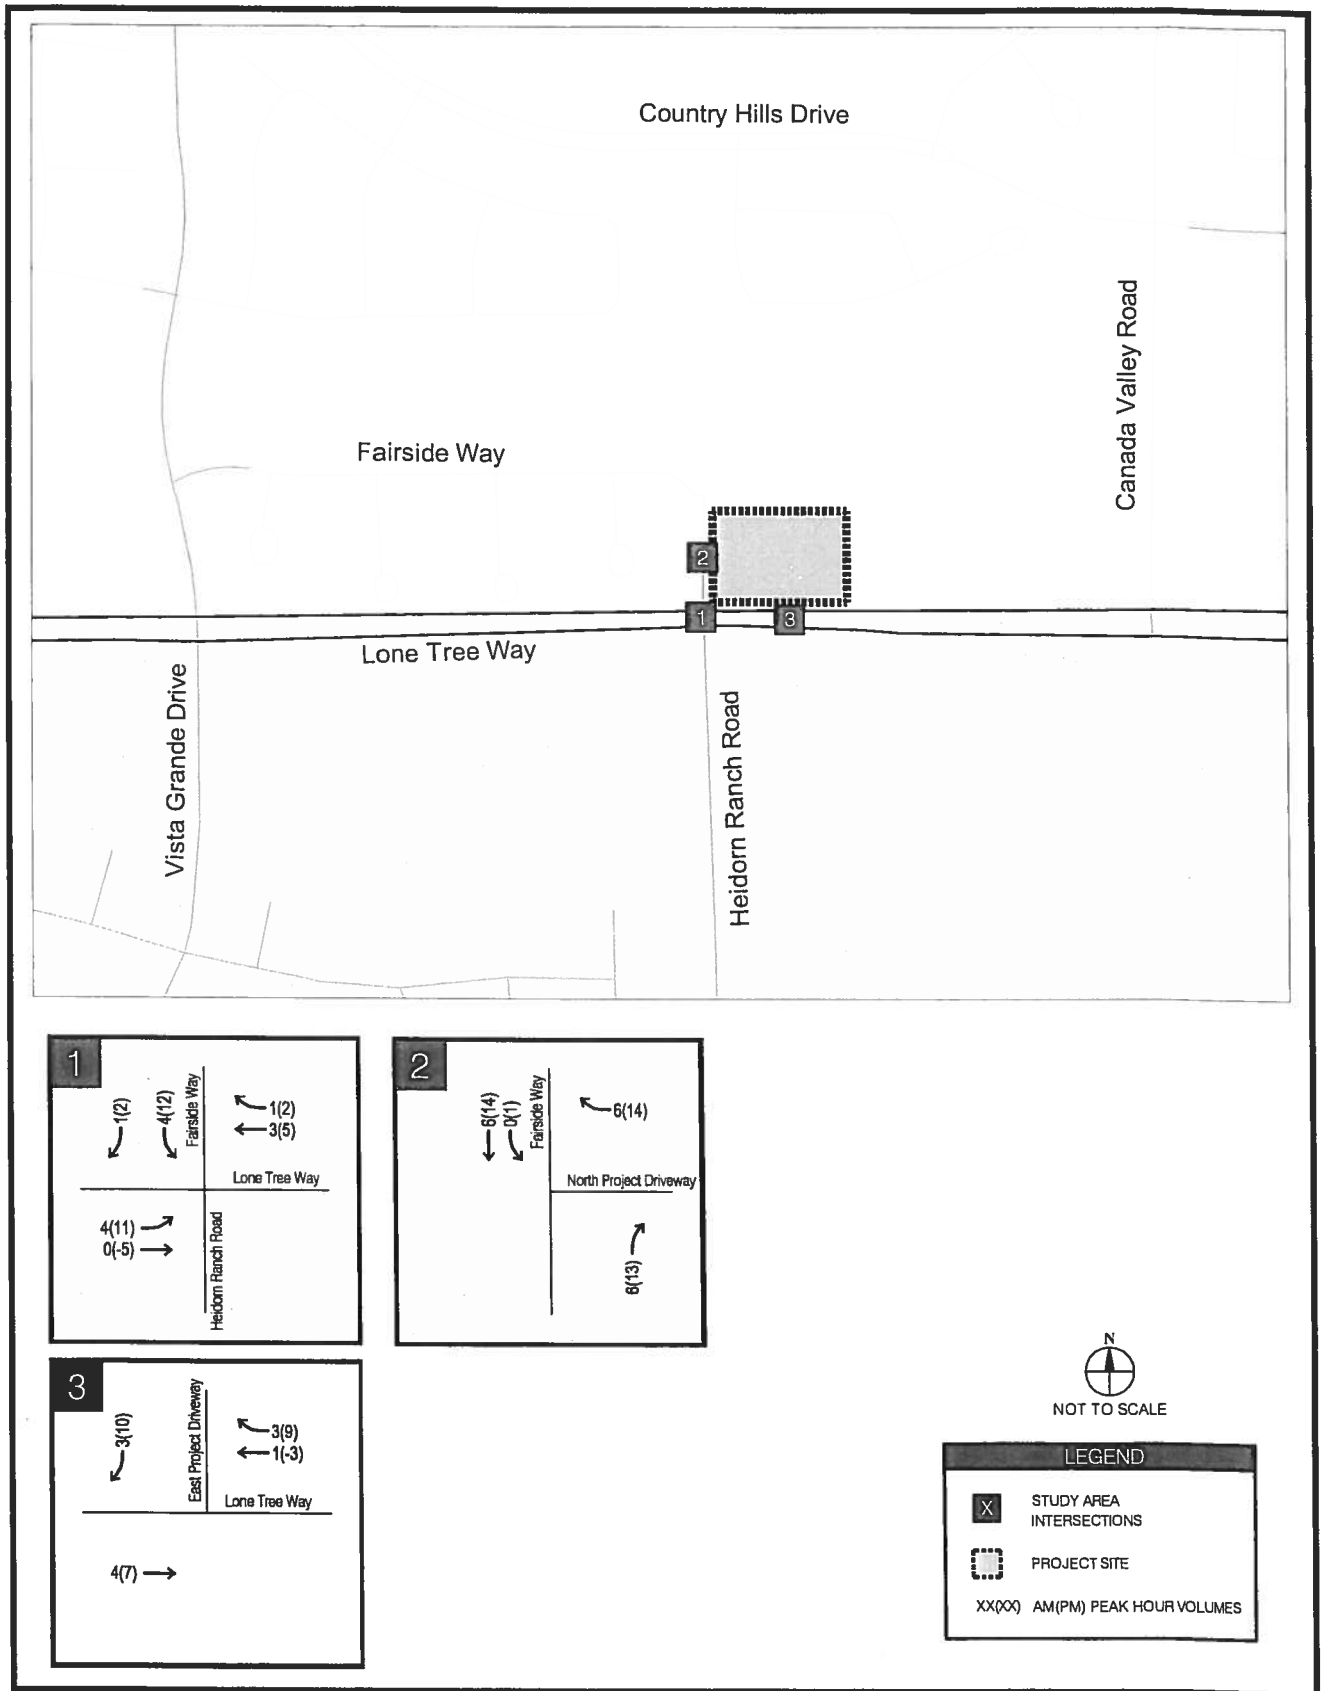 Country Hills Drive
Canada Valley Road
Fairside Way
2
1
3
Lone Tree Way
Vista Grande Drive
Heidorn Ranch Road
1
1(2)
4(12)
Fairside Way
1(2)
3(5)
Lone Tree Way
4(11)
0(-5)
Heidorn Ranch Road
2
6(14)
0(1)
Fairside Way
6(14)
North Project Driveway
6(13)
3
3(10)
East Project Driveway
3(9)
1(-3)
Lone Tree Way
4(7)
N
NOT TO SCALE
LEGEND
X
STUDY AREA
INTERSECTIONS
PROJECT SITE
XX(XX) AM(PM) PEAK HOUR VOLUMES